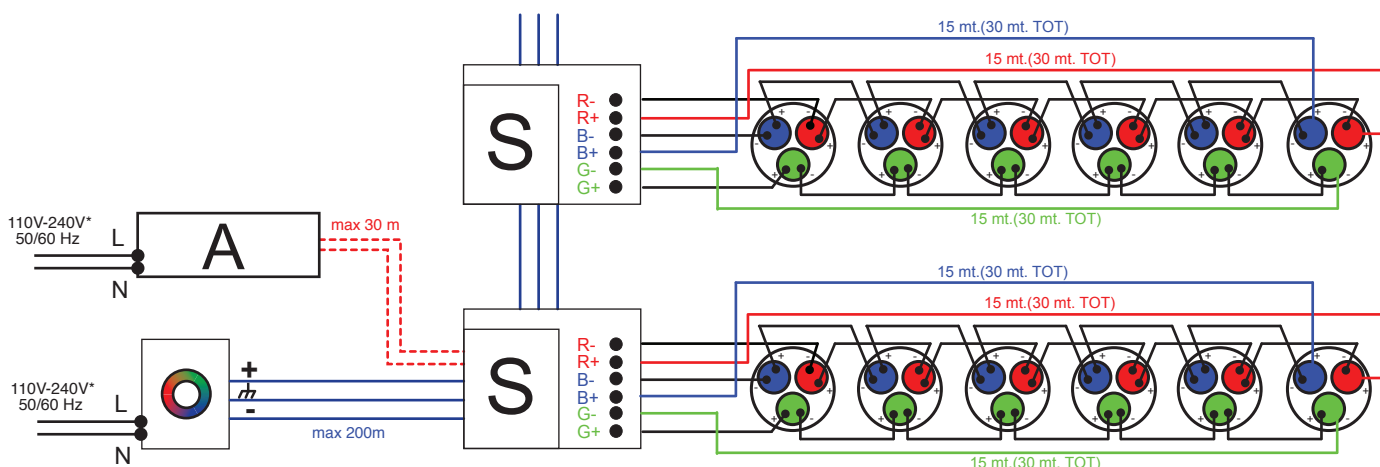 15 mt.(30 mt. TOT)
15 mt.(30 mt. TOT)
S
R-
R+
B-
B+
G-
G+
+ - + - + - + - + - + -
- + - + - + - + - + - +
+ - + - + - + - + - + -
15 mt.(30 mt. TOT)
110V-240V*
50/60 Hz
L
N
A
max 30 m
15 mt.(30 mt. TOT)
15 mt.(30 mt. TOT)
S
R-
R+
B-
B+
G-
G+
+ - + - + - + - + - + -
- + - + - + - + - + - +
+ - + - + - + - + - + -
15 mt.(30 mt. TOT)
110V-240V*
50/60 Hz
L
N
+
-
max 200m